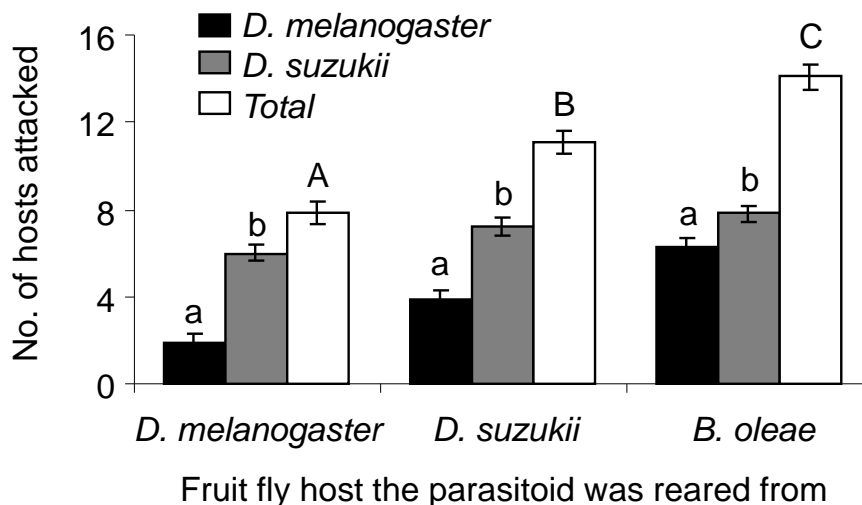 No. of hosts attacked
16
12
8
4
0
D. melanogaster
D. suzukii
Total
a
b
A
a
b
B
a
b
C
D. melanogaster D. suzukii B. oleae
Fruit fly host the parasitoid was reared from